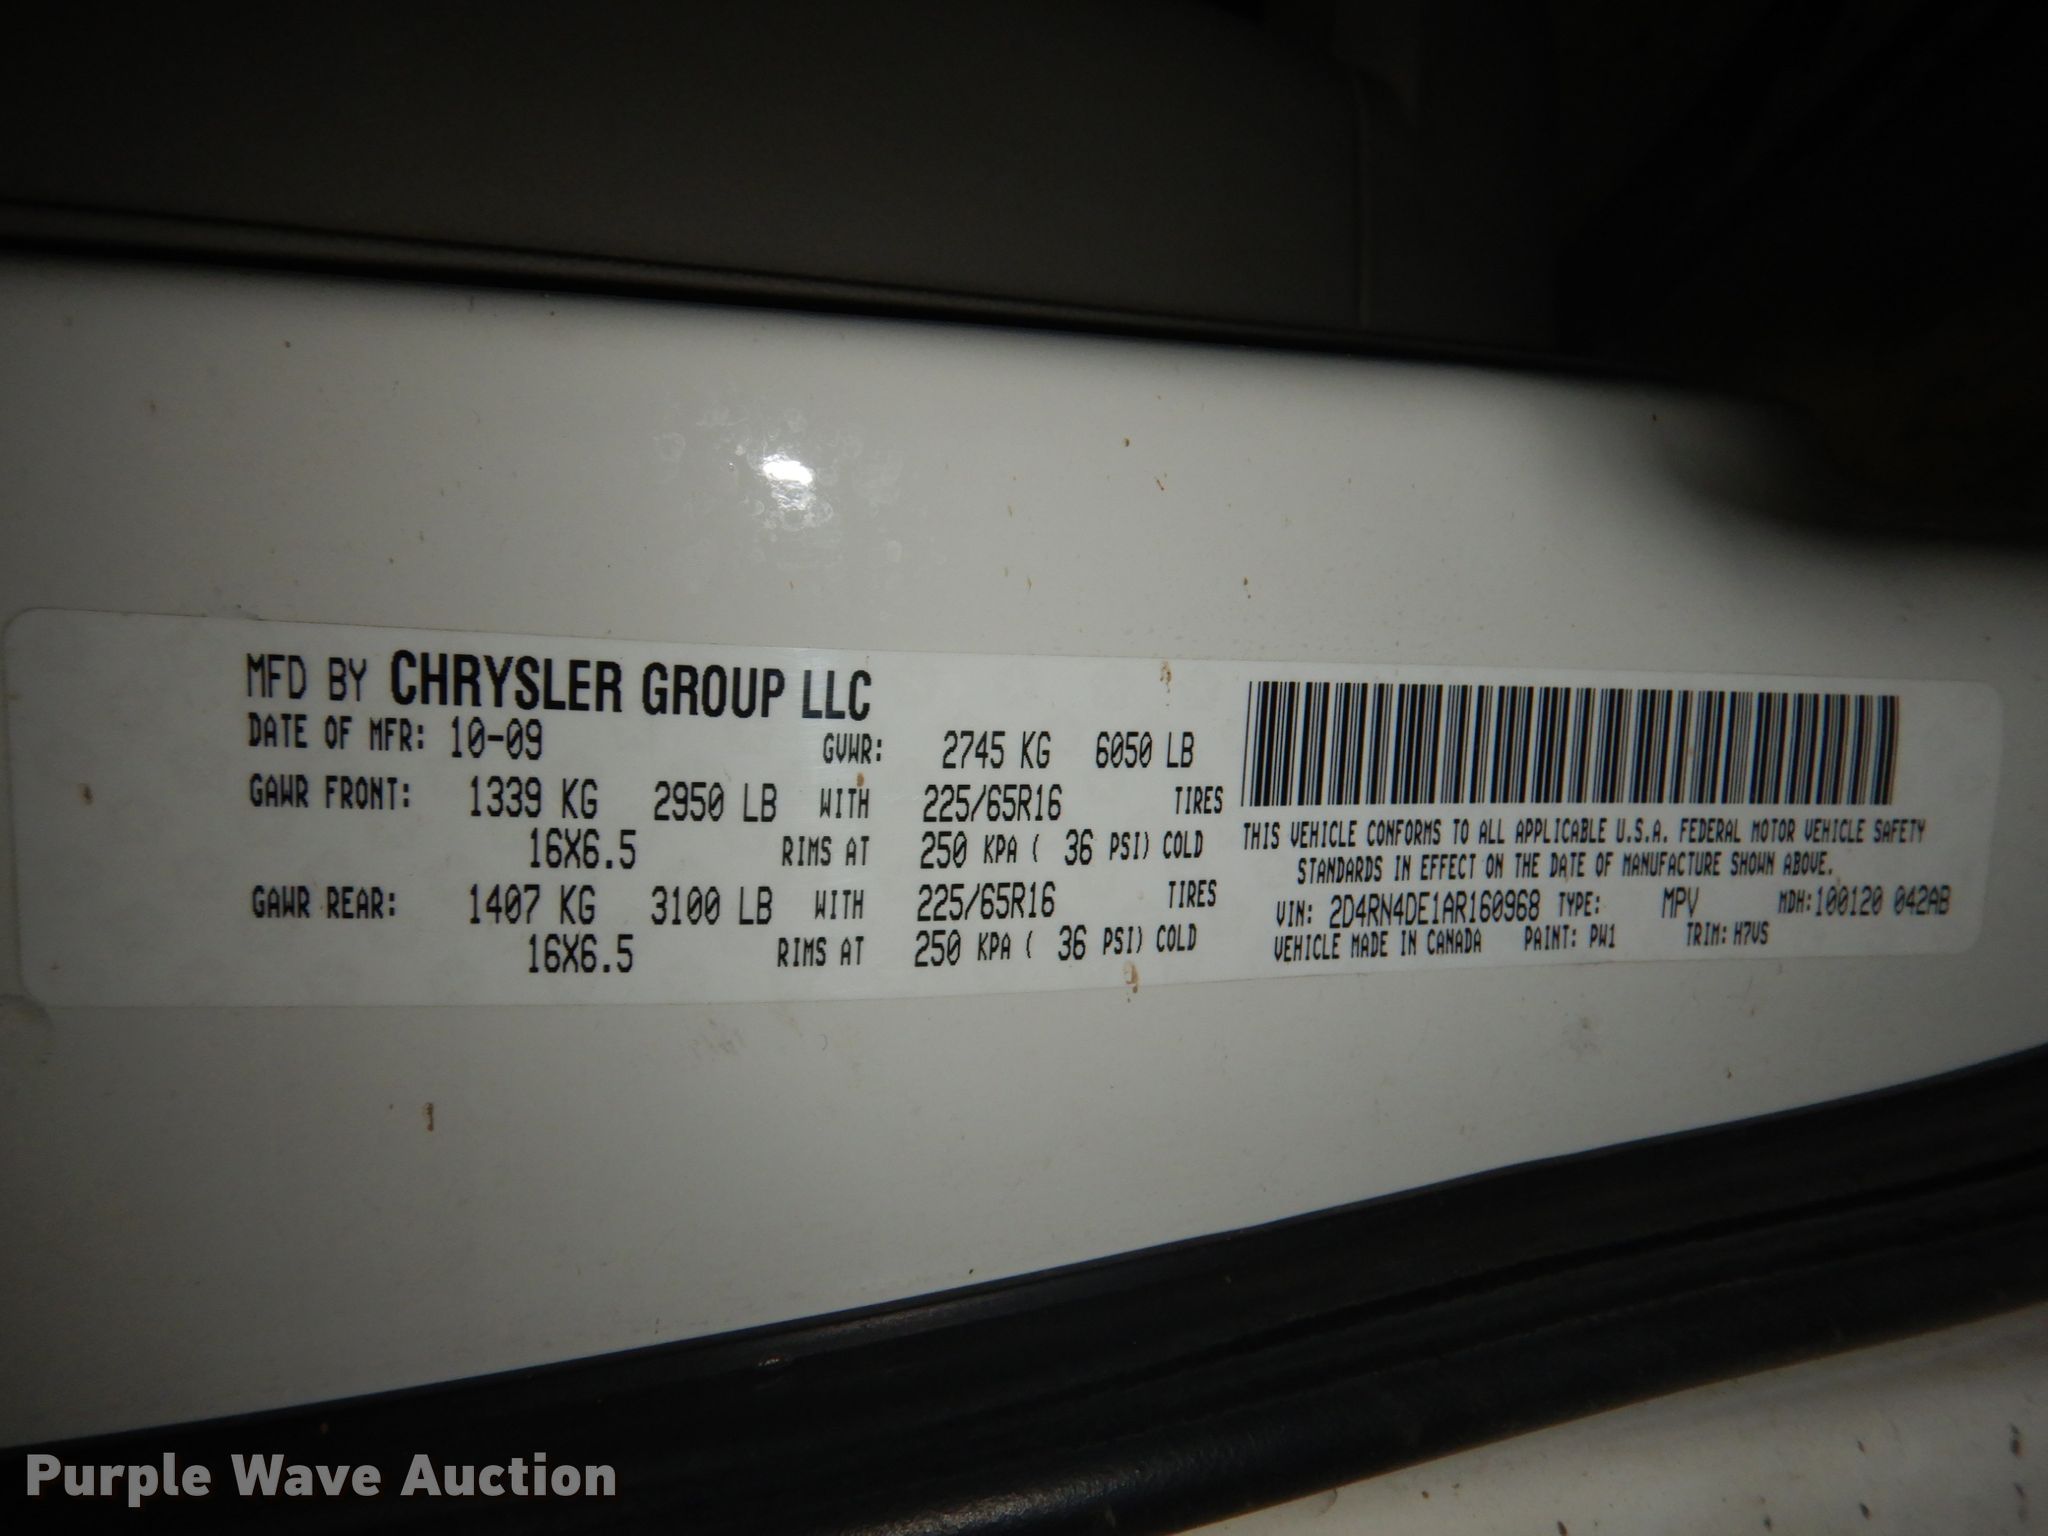 MFD BY CHRYSLER GROUP LLC
DATE OF MFR: 10-09 GVWR: 2745 KG 6050 LB
GAWR FRONT: 1339 KG 2950 LB WITH 225/65R16 TIRES
16X6.5 RIMS AT 250 KPA ( 36 PSI) COLD
GAWR REAR: 1407 KG 3100 LB WITH 225/65R16 TIRES
16X6.5 RIMS AT 250 KPA ( 36 PSI) COLD
THIS VEHICLE CONFORMS TO ALL APPLICABLE U.S.A. FEDERAL MOTOR VEHICLE SAFETY
STANDARDS IN EFFECT ON THE DATE OF MANUFACTURE SHOWN ABOVE.
VIN: 2D4RN4DE1AR160968 TYPE: MPV MDH: 100120 042AB
VEHICLE MADE IN CANADA PAINT: PW1 TRIM: H7VS
Purple Wave Auction